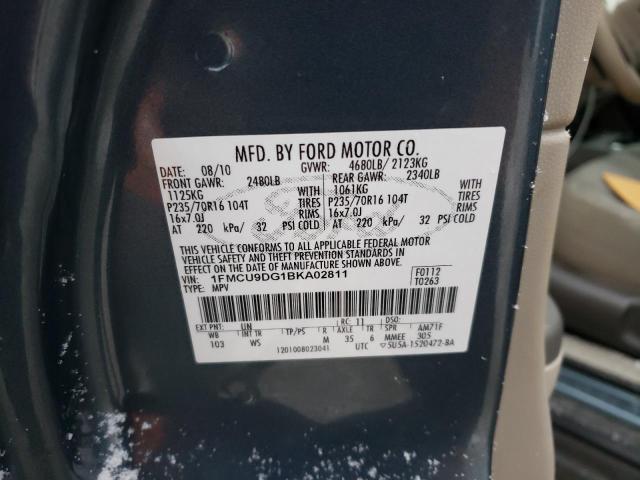 MFD. BY FORD MOTOR CO.
DATE: 08/10 GVWR: 4680LB/ 2123KG
FRONT GAWR: 2480LB REAR GAWR: 2340LB
1125KG WITH 1061KG WITH
P235/70R16 104T TIRES P235/70R16 104T TIRES
16x7.0J RIMS 16x7.0J RIMS
AT 220 kPa/ 32 PSI COLD AT 220 kPa/ 32 PSI COLD
THIS VEHICLE CONFORMS TO ALL APPLICABLE FEDERAL MOTOR
VEHICLE SAFETY AND THEFT PREVENTION STANDARDS IN
EFFECT ON THE DATE OF MANUFACTURE SHOWN ABOVE.
VIN: 1FMCU9DG1BKA02811 F0112
TYPE: MPV T0263
EXT PNT: UN RC: 11 DSO:
WB INT TR TP/PS R AXLE TR SPR AM71F
103 WS M 35 6 MMEE 305
1201008023041 UTC ▽5U5A-1520472-BA
Ford